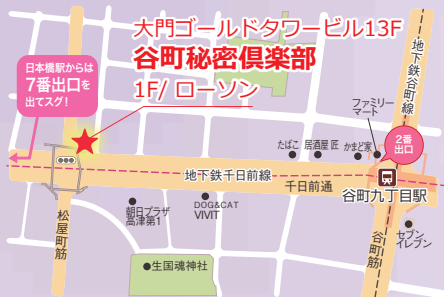 大門ゴールドタワービル13F
谷町秘密倶楽部
1F/ ローソン
日本橋駅からは
7番出口を
出てスグ!
地下鉄谷町線
ファミリー
マート
2番
出口
たばこ
居酒屋 匠
かまど家
地下鉄千日前線
千日前通
谷町九丁目駅
松屋町筋
朝日プラザ
高津第1
DOG&CAT
VIVIT
谷町筋
セブン
イレブン
生国魂神社